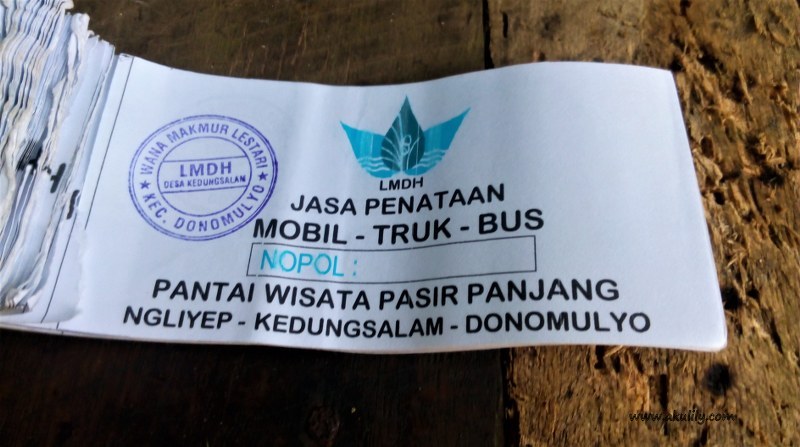 WANA MAKMUR LESTARI
LMDH
DESA KEDUNGSALAM
KEC. DONOMULYO
LMDH
JASA PENATAAN
MOBIL - TRUK - BUS
NOPOL :
PANTAI WISATA PASIR PANJANG
NGLIYEP - KEDUNGSALAM - DONOMULYO
www.akulily.com